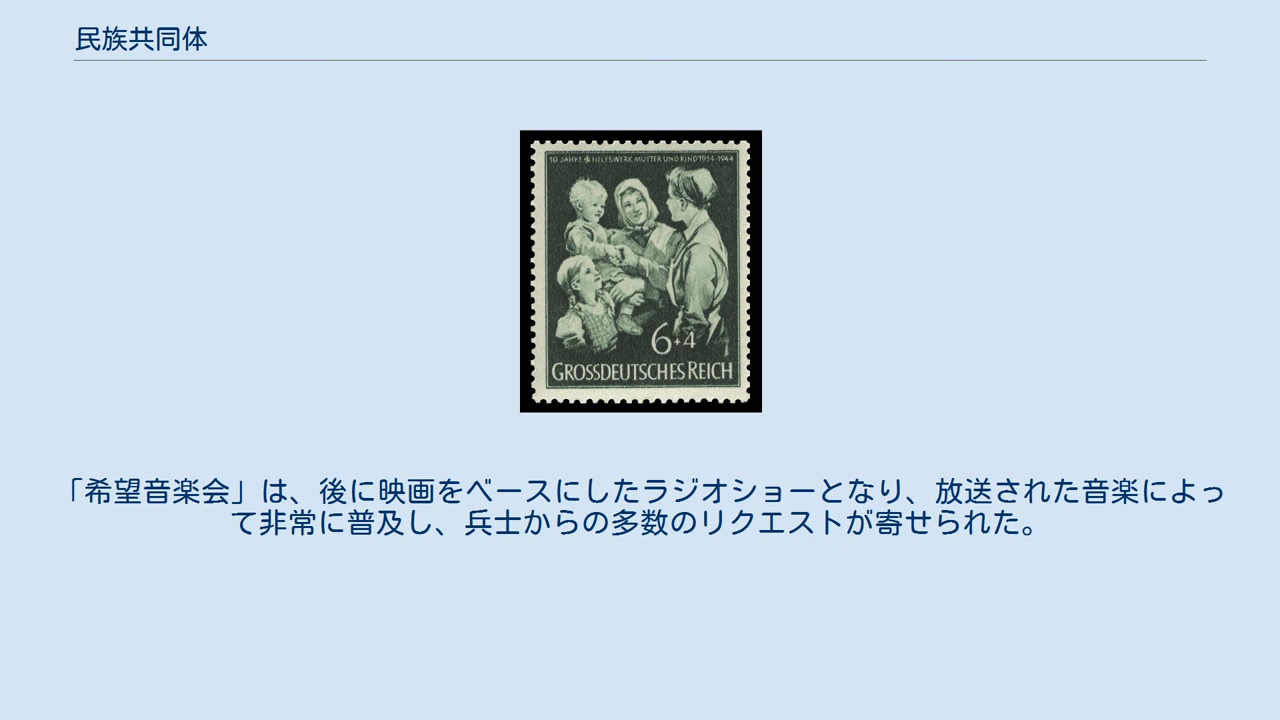 民族共同体
10 JAHRE HILFSWERK MUTTER UND KIND 1934-1944
6+4
GROSSDEUTSCHES REICH
「希望音楽会」は、後に映画をベースにしたラジオショーとなり、放送された音楽によっ
て非常に普及し、兵士からの多数のリクエストが寄せられた。